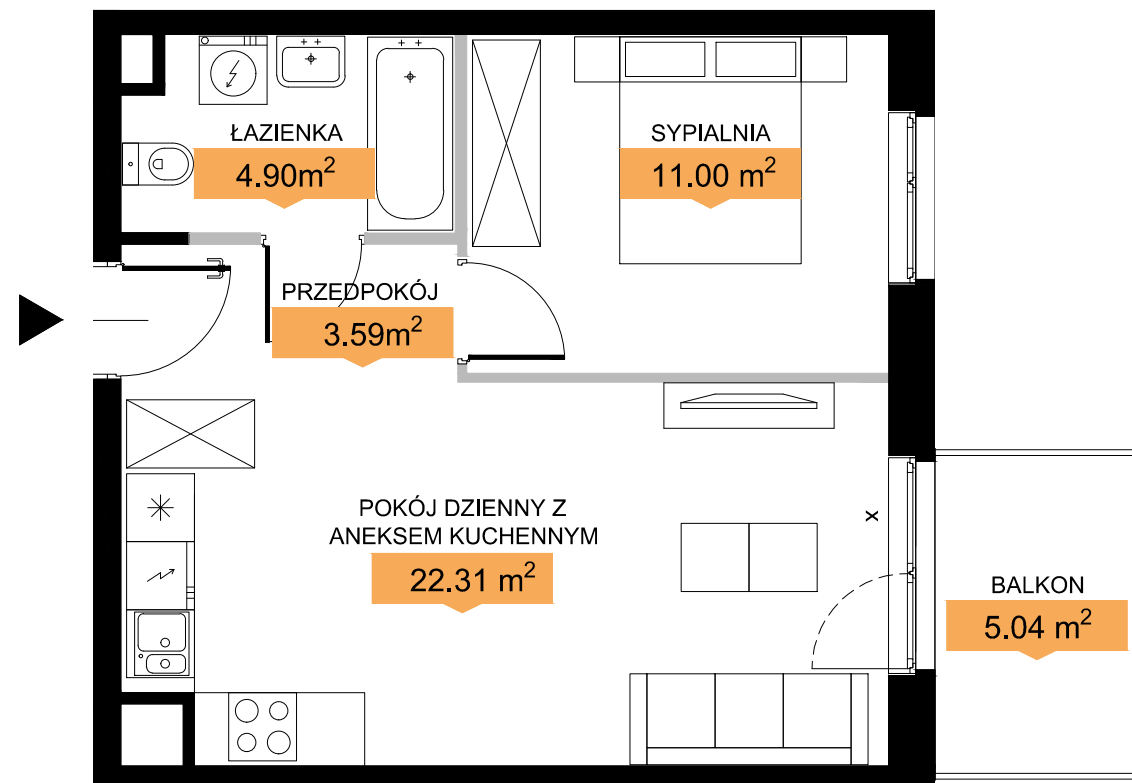 ŁAZIENKA
4.90m²
SYPIALNIA
11.00 m²
PRZEDPOKÓJ
3.59m²
POKÓJ DZIENNY Z
ANEKSEM KUCHENNYM
22.31 m²
x
BALKON
5.04 m²